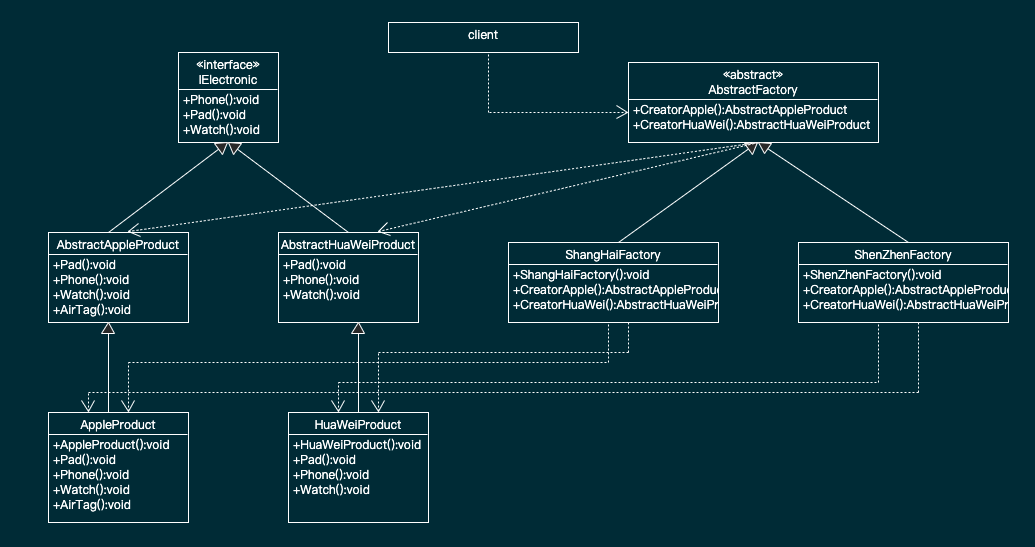 client
«interface»
IElectronic
+Phone():void
+Pad():void
+Watch():void
«abstract»
AbstractFactory
+CreatorApple():AbstractAppleProduct
+CreatorHuaWei():AbstractHuaWeiProduct
AbstractAppleProduct
+Pad():void
+Phone():void
+Watch():void
+AirTag():void
AbstractHuaWeiProduct
+Pad():void
+Phone():void
+Watch():void
ShangHaiFactory
+ShangHaiFactory():void
+CreatorApple():AbstractAppleProdu
+CreatorHuaWei():AbstractHuaWeiPr
ShenZhenFactory
+ShenZhenFactory():void
+CreatorApple():AbstractAppleProdu
+CreatorHuaWei():AbstractHuaWeiPr
AppleProduct
+AppleProduct():void
+Pad():void
+Phone():void
+Watch():void
+AirTag():void
HuaWeiProduct
+HuaWeiProduct():void
+Pad():void
+Phone():void
+Watch():void